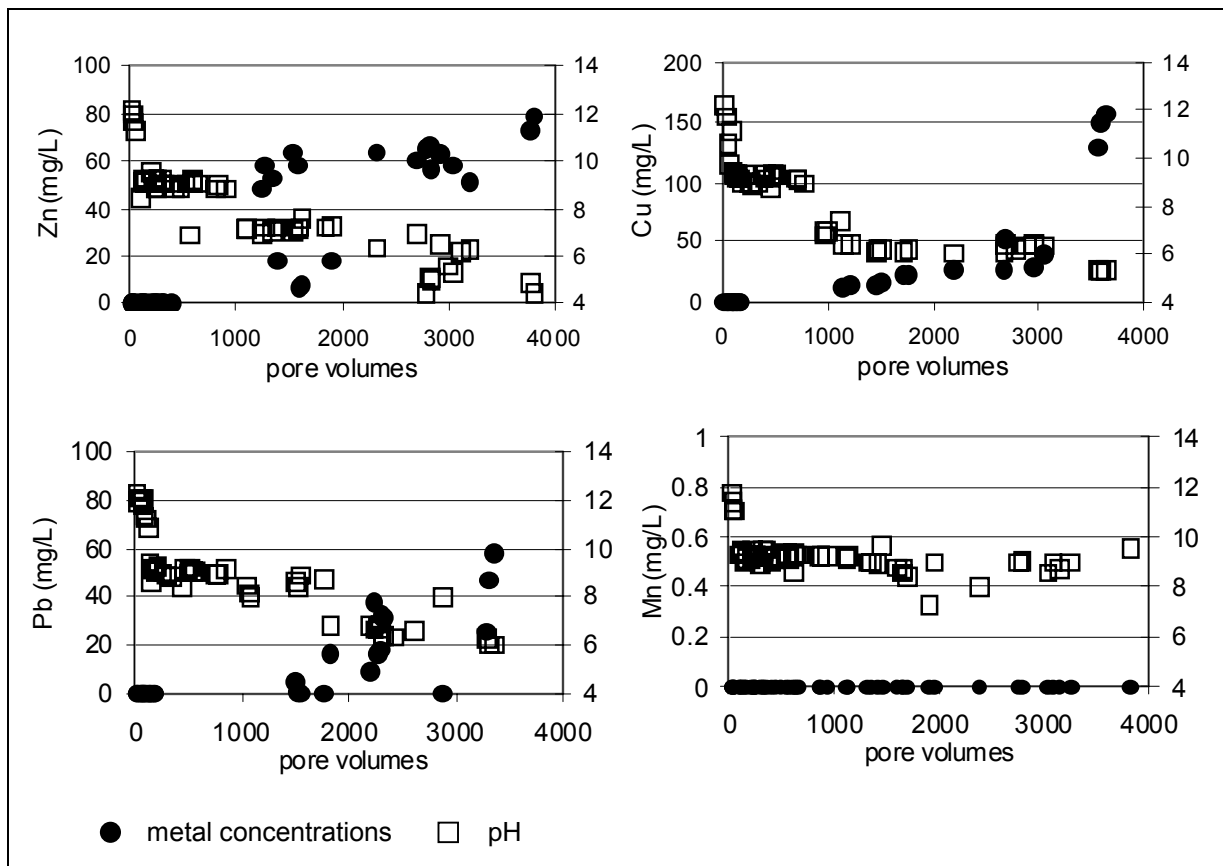 100 14 200 14
80 12 150 12
60 10 100 10
40 8 8
20 6 50 6
0 4 0 4
Zn (mg/L) Cu (mg/L)
0 1000 2000 3000 4000 0 1000 2000 3000 4000
pore volumes pore volumes
100 14 1 14
80 12 0.8 12
60 10 0.6 10
40 8 0.4 8
20 6 0.2 6
0 4 0 4
Pb (mg/L) Mn (mg/L)
0 1000 2000 3000 4000 0 1000 2000 3000 4000
pore volumes pore volumes
metal concentrations pH